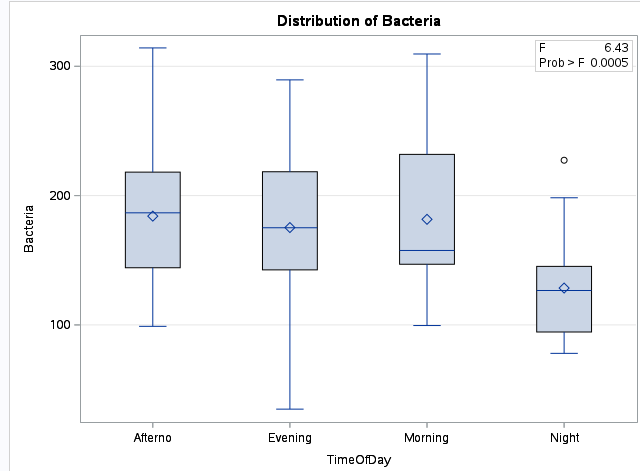 Distribution of Bacteria
F 6.43
Prob > F 0.0005
300
200
100
Bacteria
Afterno Evening Morning Night
TimeOfDay